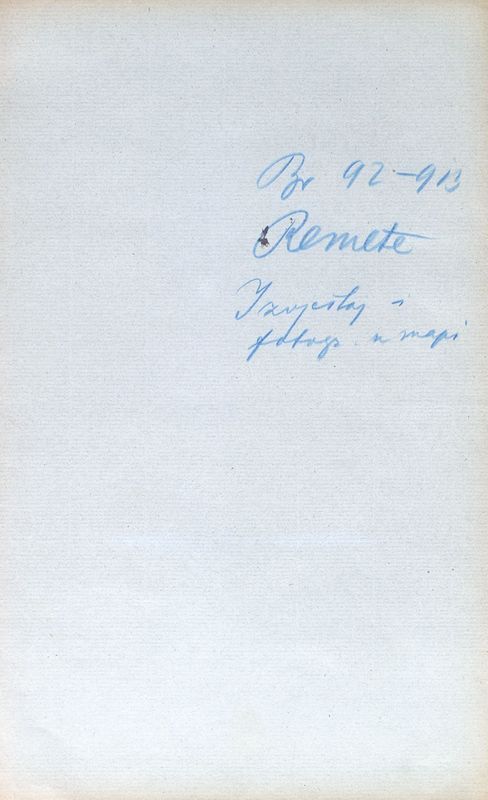 Br 92-913
Remete
Izvještaj i
fotogr. u mapi